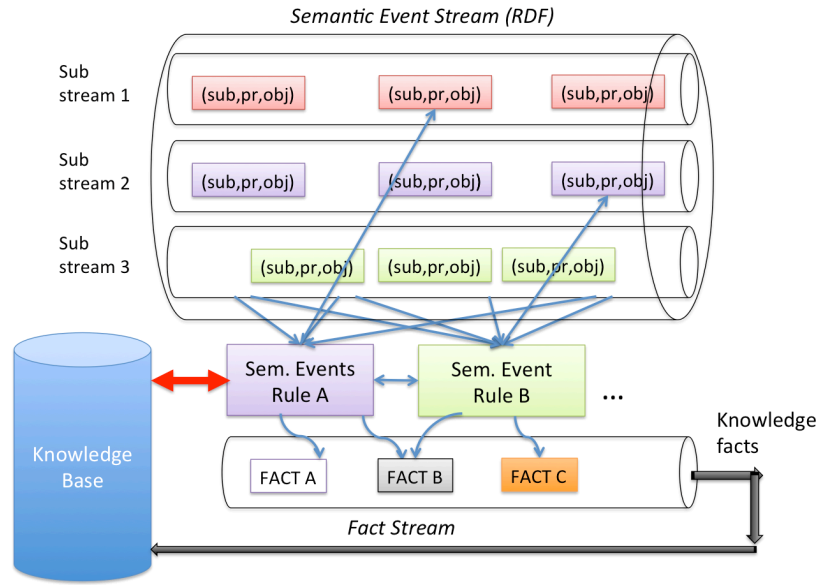 Semantic Event Stream (RDF)
Sub
stream 1
(sub,pr,obj)
(sub,pr,obj)
(sub,pr,obj)
Sub
stream 2
(sub,pr,obj)
(sub,pr,obj)
(sub,pr,obj)
Sub
stream 3
(sub,pr,obj)
(sub,pr,obj)
(sub,pr,obj)
Sem. Events
Rule A
Sem. Event
Rule B
...
Knowledge
facts
Knowledge
Base
FACT A
FACT B
FACT C
Fact Stream